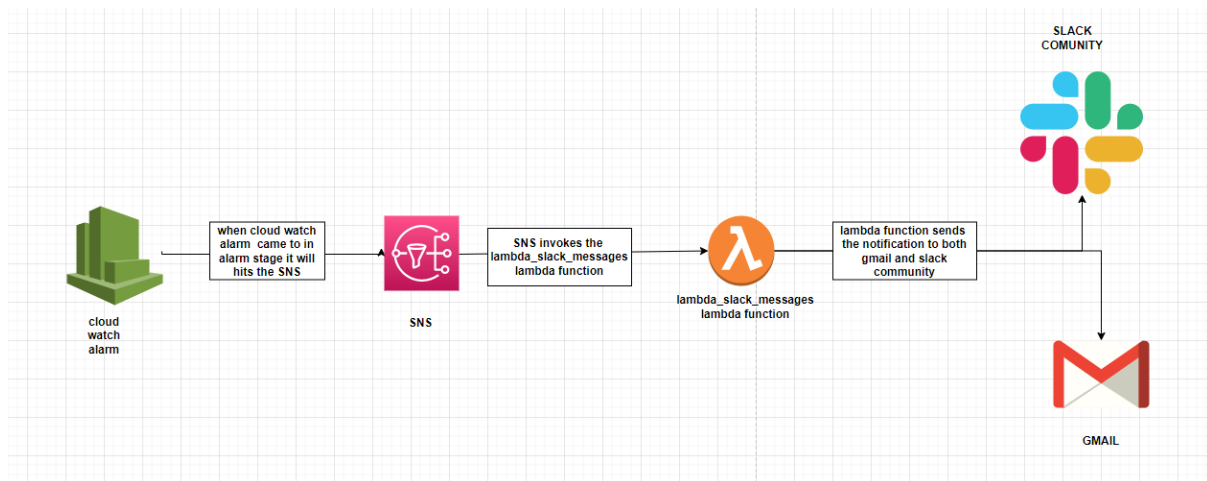 SLACK
COMUNITY
when cloud watch
alarm came to in
alarm stage it will
hits the SNS
SNS invokes the
lambda_slack_messages
lambda function
lambda function sends
the notification to both
gmail and slack
community
cloud
watch
alarm
SNS
lambda_slack_messages
lambda function
GMAIL